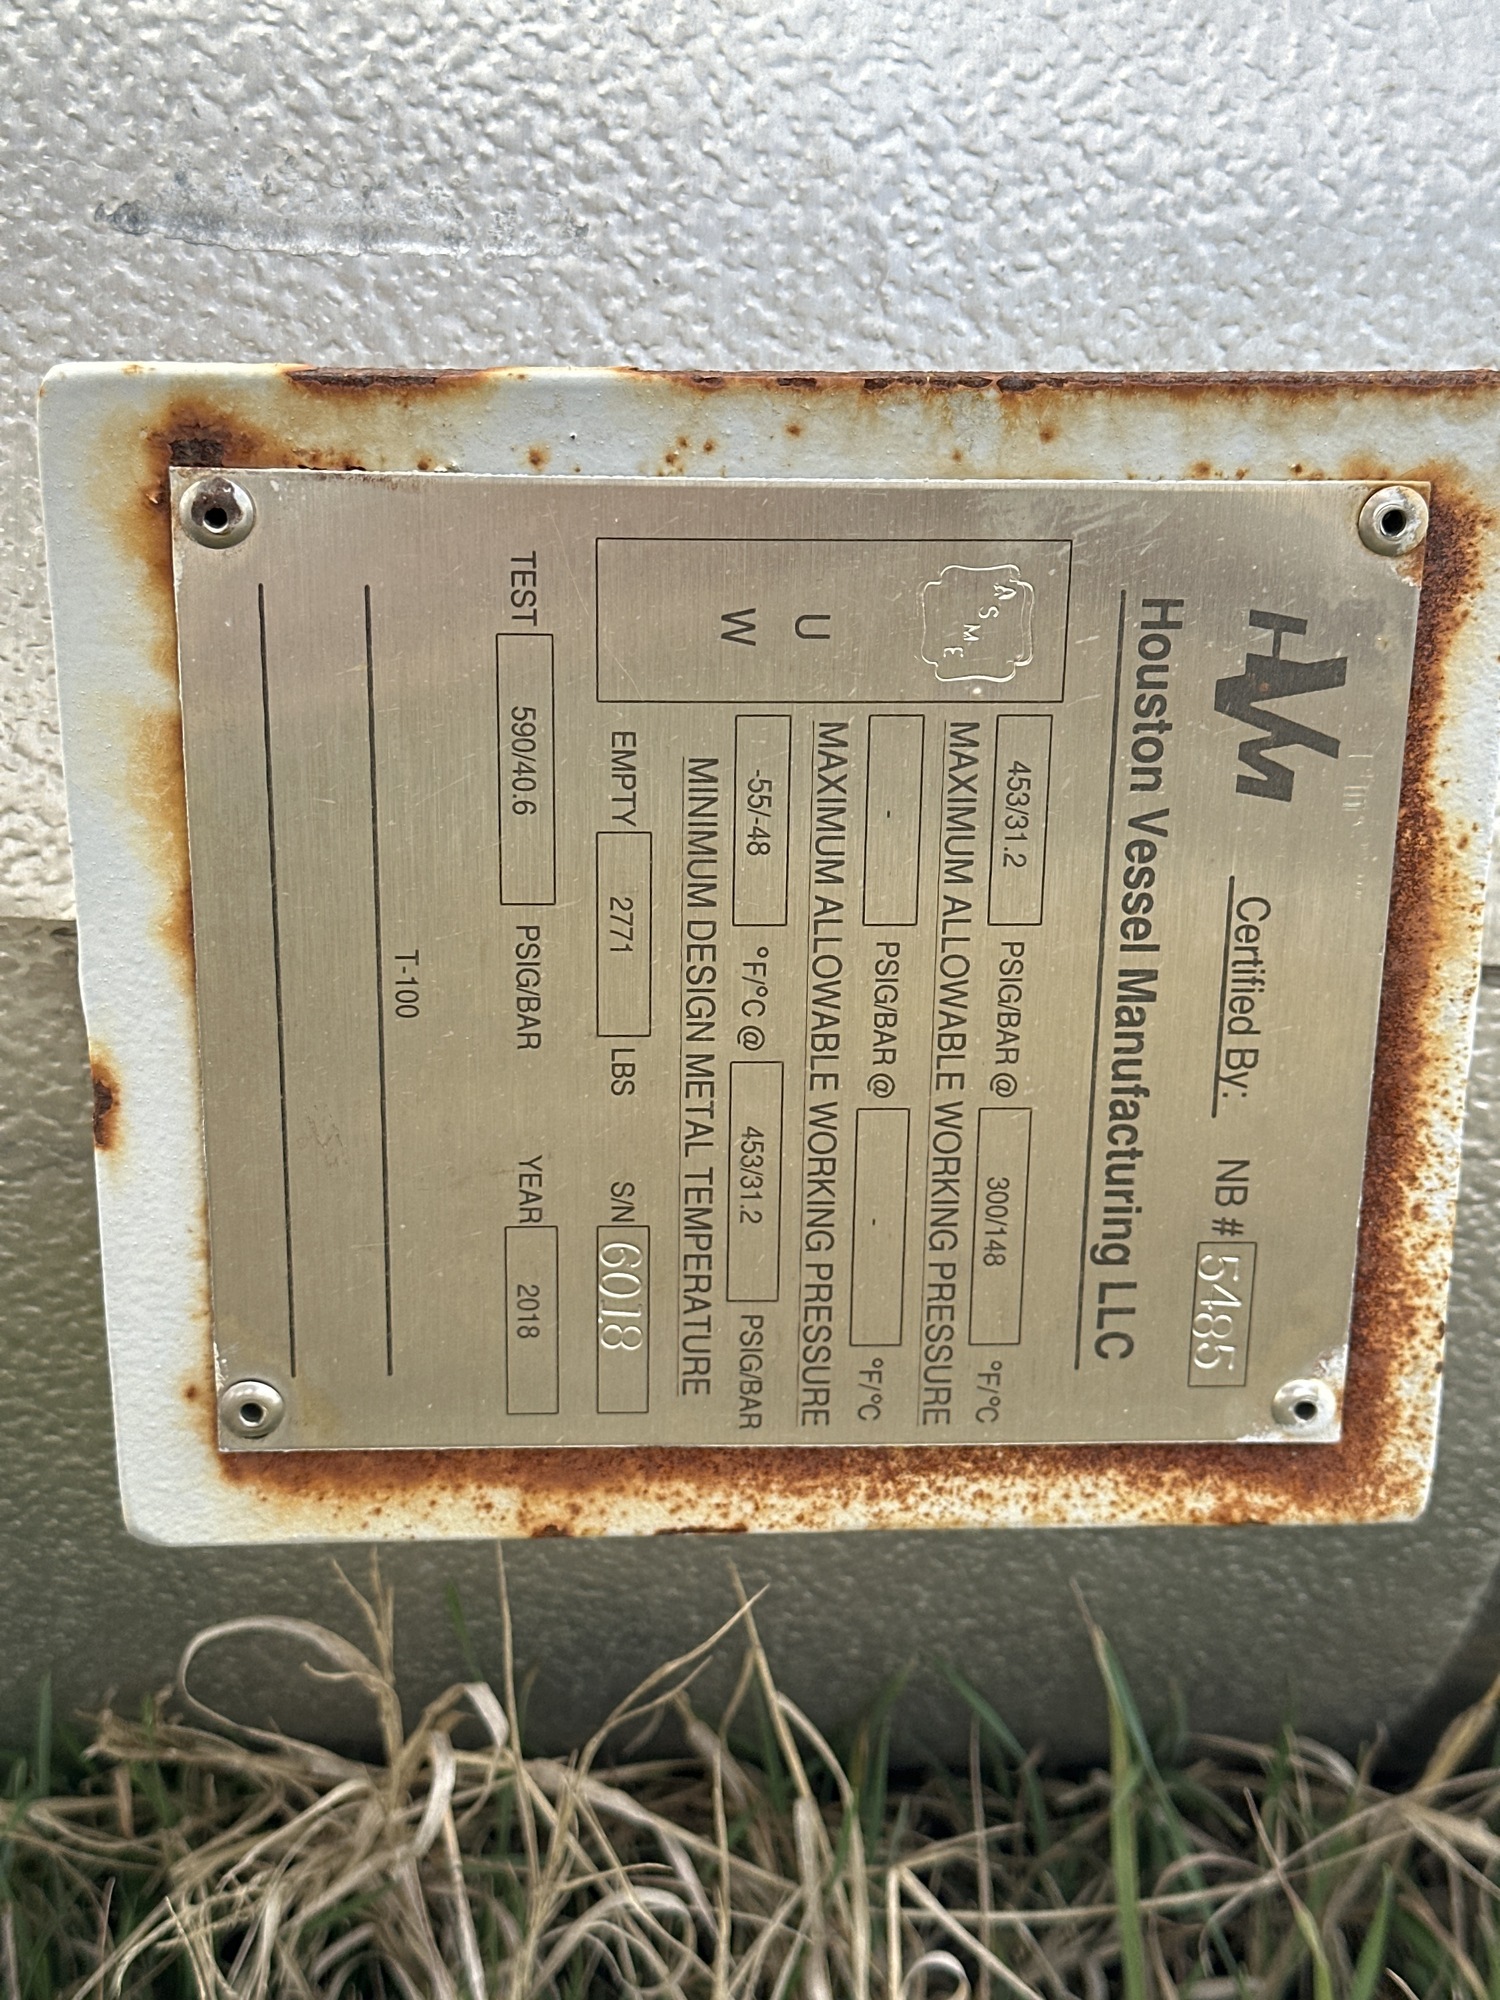 HVM Certified By: NB # 5485
Houston Vessel Manufacturing LLC
ASME
U
W
453/31.2 PSIG/BAR @ 300/148 °F/°C
MAXIMUM ALLOWABLE WORKING PRESSURE
- PSIG/BAR @ - °F/°C
MAXIMUM ALLOWABLE WORKING PRESSURE
-55/-48 °F/°C @ 453/31.2 PSIG/BAR
MINIMUM DESIGN METAL TEMPERATURE
EMPTY 2771 LBS S/N 6018
TEST 590/40.6 PSIG/BAR YEAR 2018
T-100